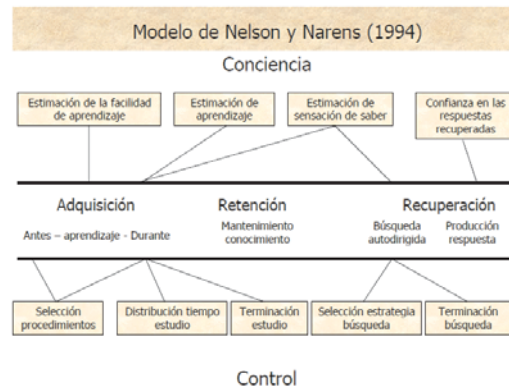 Modelo de Nelson y Narens (1994)
Conciencia
Estimación de la facilidad
de aprendizaje
Estimación de
aprendizaje
Estimación de
sensación de saber
Confianza en las
respuestas
recuperadas
Adquisición
Retención
Recuperación
Antes – aprendizaje - Durante
Mantenimiento
conocimiento
Búsqueda
autodirigida
Producción
respuesta
Selección
procedimientos
Distribución tiempo
estudio
Terminación
estudio
Selección estrategia
búsqueda
Terminación
búsqueda
Control